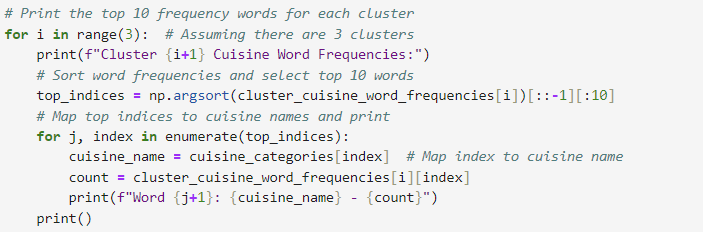 # Print the top 10 frequency words for each cluster
for i in range(3):  # Assuming there are 3 clusters
    print(f"Cluster {i+1} Cuisine Word Frequencies:")
    # Sort word frequencies and select top 10 words
    top_indices = np.argsort(cluster_cuisine_word_frequencies[i])[::-1][:10]
    # Map top indices to cuisine names and print
    for j, index in enumerate(top_indices):
        cuisine_name = cuisine_categories[index]  # Map index to cuisine name
        count = cluster_cuisine_word_frequencies[i][index]
        print(f"Word {j+1}: {cuisine_name} - {count}")
    print()